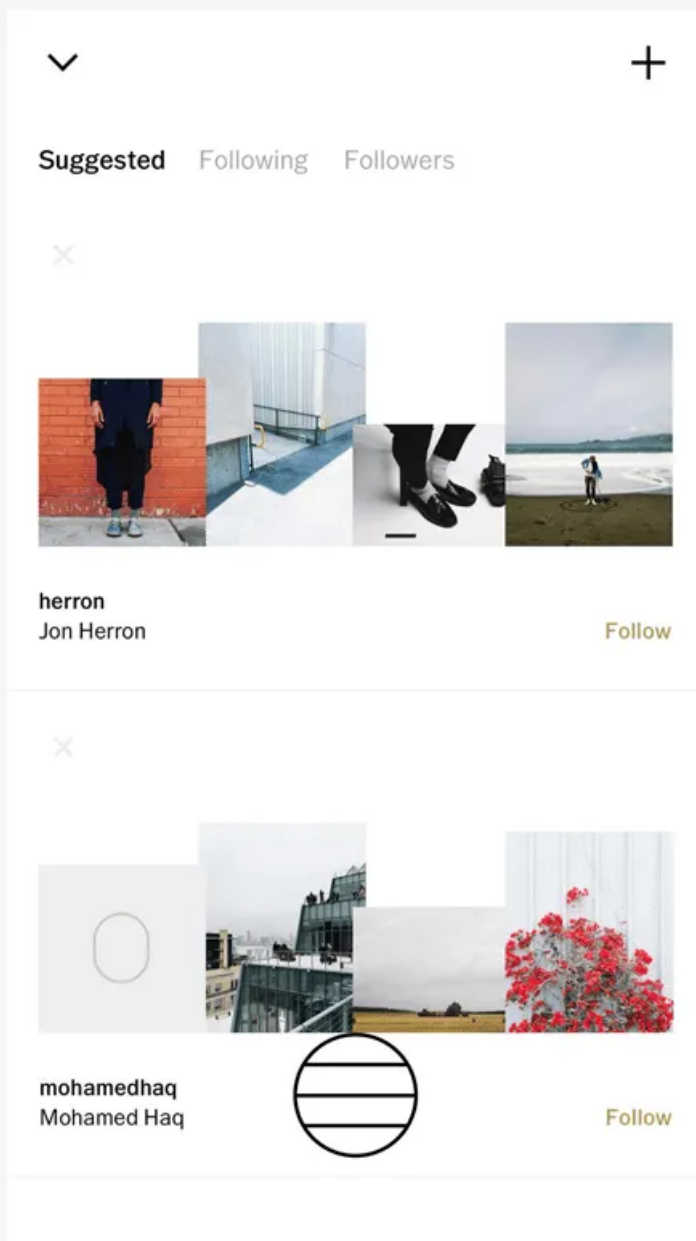 Suggested Following Followers
herron
Jon Herron
Follow
mohamedhaq
Mohamed Haq
Follow